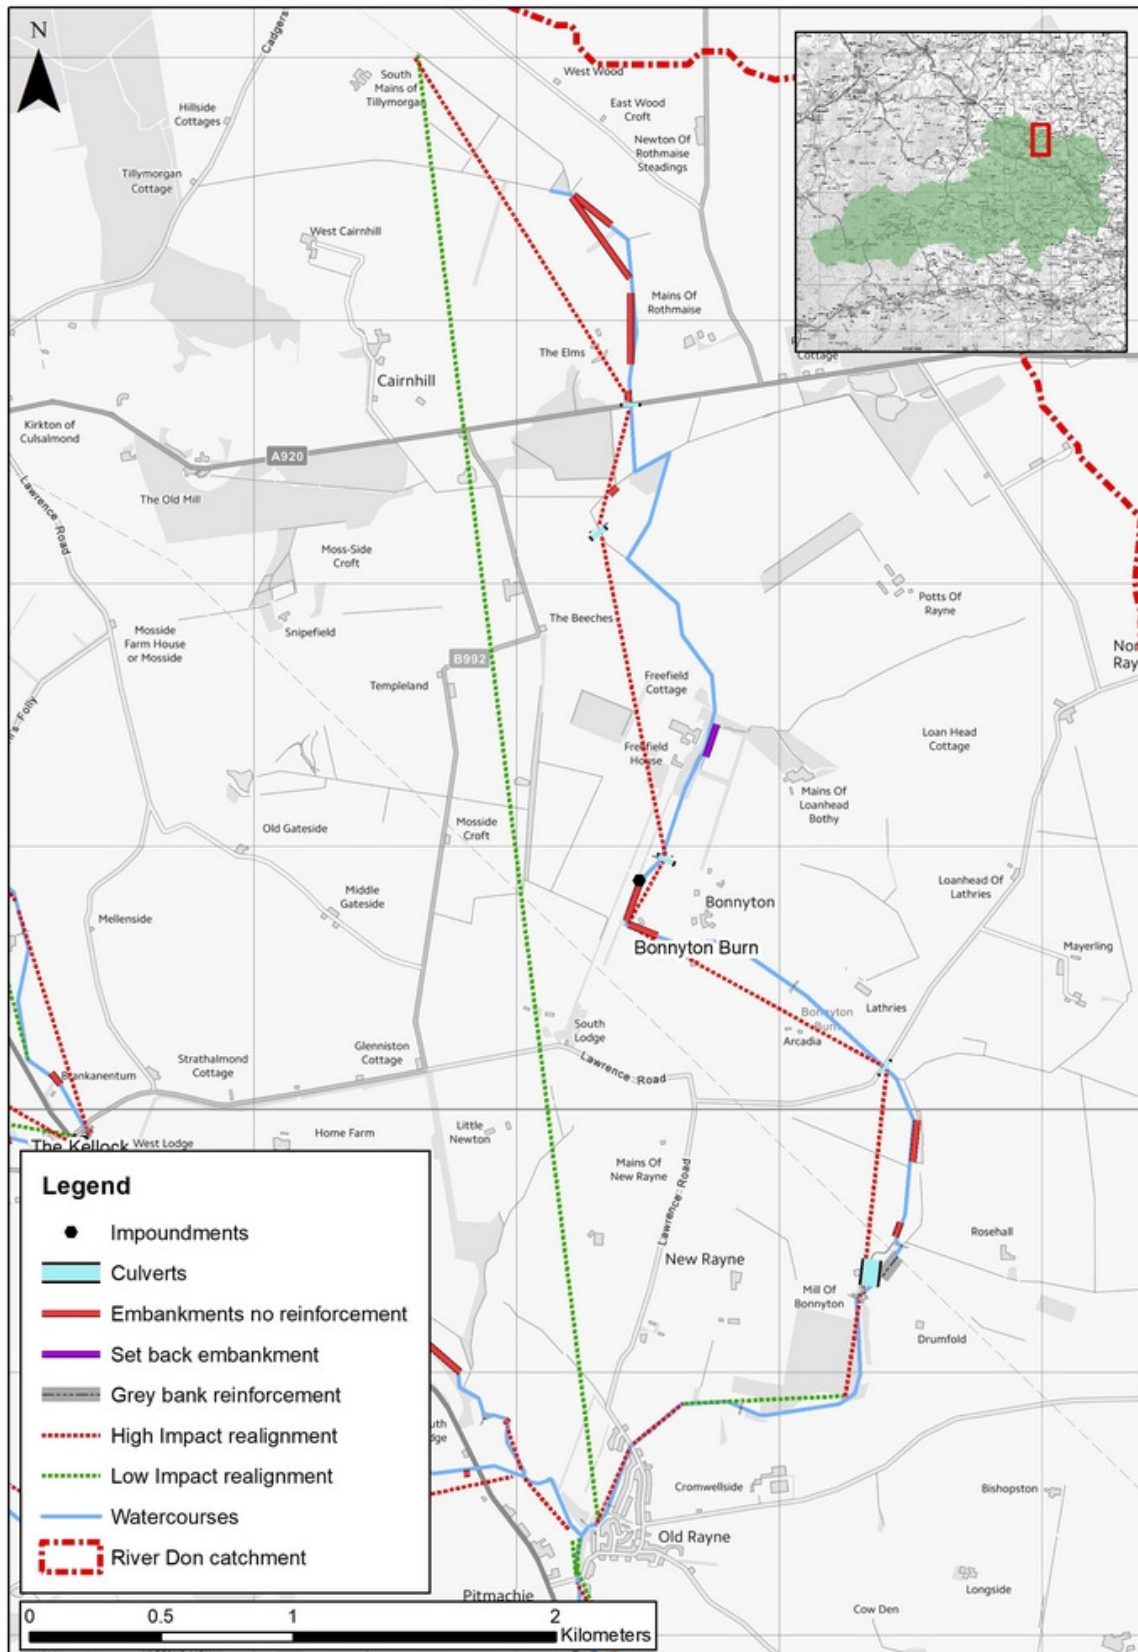 N
Cadgers
South
Mains of
Tillymorgan
West Wood
East Wood
Croft
Hillside
Cottages
Newton Of
Rothmaise
Steadings
Tillymorgan
Cottage
West Cairnhill
Mains Of
Rothmaise
The Elms
Cottage
Cairnhill
Kirkton of
Culsalmond
A920
The Old Mill
Lawrence Road
Moss-Side
Croft
Potts Of
Rayne
The Beeches
Snipefield
Mosside
Farm House
or Mosside
Nor
Ray
B992
Templeland
Freefield
Cottage
Folly
Loan Head
Cottage
Freefield
House
Mains Of
Loanhead
Bothy
Mosside
Croft
Old Gateside
Middle
Gateside
Loanhead Of
Lathries
Bonnyton
Mellenside
Bonnyton Burn
Mayerling
Lathries
Bonnyton
Burn
Arcadia
South
Lodge
Glenniston
Cottage
Strathalmond
Cottage
Lawrence Road
Brankanentum
Little
Newton
Home Farm
West Lodge
The Kellock
Mains Of
New Rayne
Lawrence Road
Rosehall
New Rayne
Mill Of
Bonnyton
Drumfold
Cromwellside
Bishopston
Old Rayne
Longside
Pitmachie
Cow Den
Legend
Impoundments
Culverts
Embankments no reinforcement
Set back embankment
Grey bank reinforcement
High Impact realignment
Low Impact realignment
Watercourses
River Don catchment
0 0.5 1 2
Kilometers